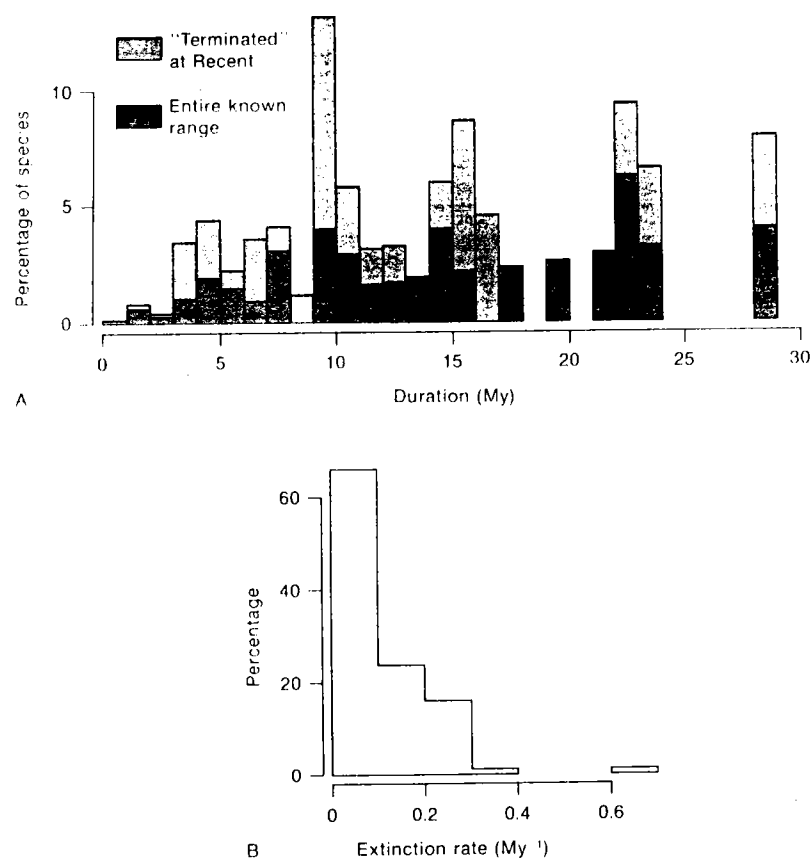 "Terminated"
at Recent
Entire known
range
Percentage of species
10
5
0
0 5 10 15 20 25 30
Duration (My)
A
Percentage
60
40
20
0
0 0.2 0.4 0.6
B
Extinction rate (My⁻¹)